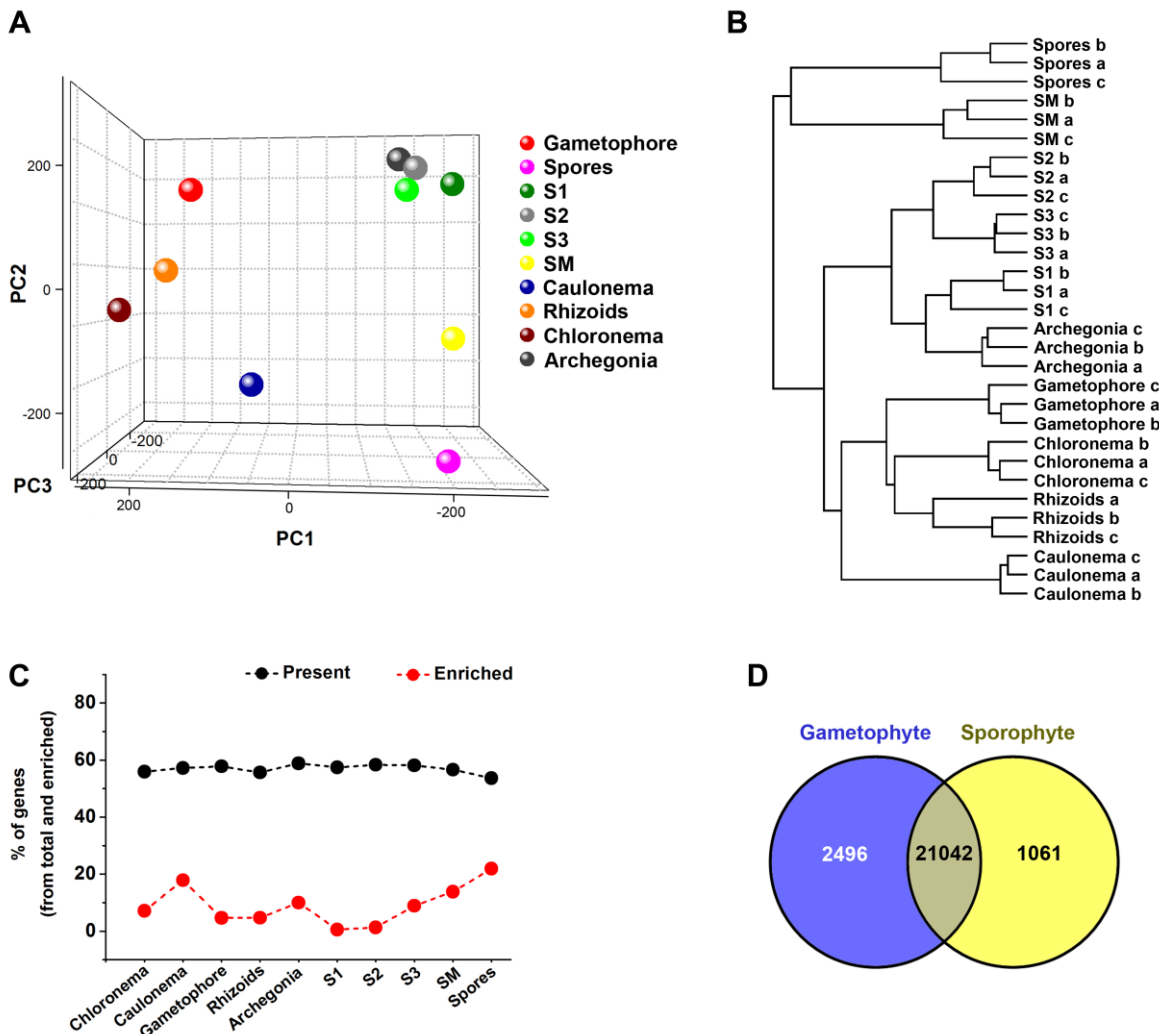 A
200
0
-200
PC2
-200
0
200
PC3
200
0
-200
PC1
Gametophore
Spores
S1
S2
S3
SM
Caulonema
Rhizoids
Chloronema
Archegonia
B
Spores b
Spores a
Spores c
SM b
SM a
SM c
S2 b
S2 a
S2 c
S3 c
S3 b
S3 a
S1 b
S1 a
S1 c
Archegonia c
Archegonia b
Archegonia a
Gametophore c
Gametophore a
Gametophore b
Chloronema b
Chloronema a
Chloronema c
Rhizoids a
Rhizoids b
Rhizoids c
Caulonema c
Caulonema a
Caulonema b
C
Present
Enriched
% of genes
(from total and enriched)
80
60
40
20
0
Chloronema
Caulonema
Gametophore
Rhizoids
Archegonia
S1
S2
S3
SM
Spores
D
Gametophyte
Sporophyte
2496
21042
1061